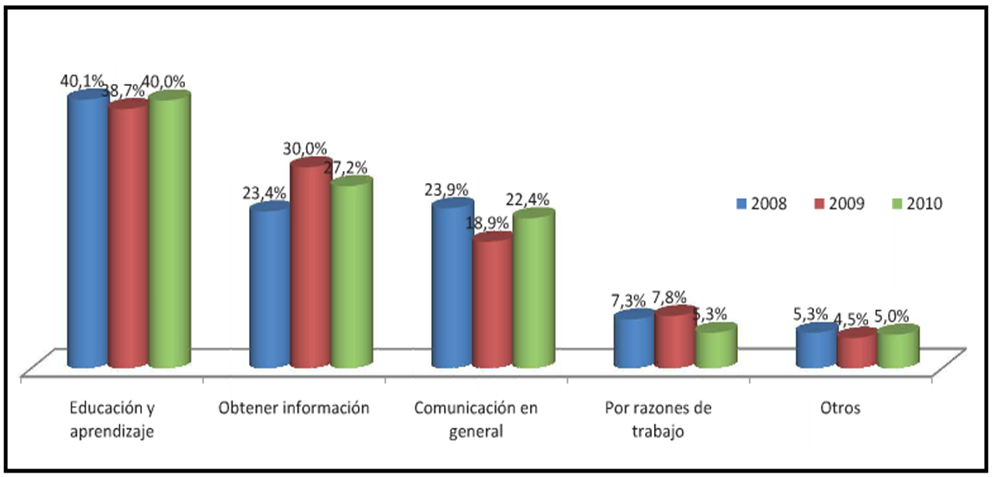 40,1%
38,7%
40,0%
23,4%
30,0%
27,2%
23,9%
18,9%
22,4%
7,3%
7,8%
5,3%
5,3%
4,5%
5,0%
2008 2009 2010
Educación y
aprendizaje
Obtener información
Comunicación en
general
Por razones de
trabajo
Otros